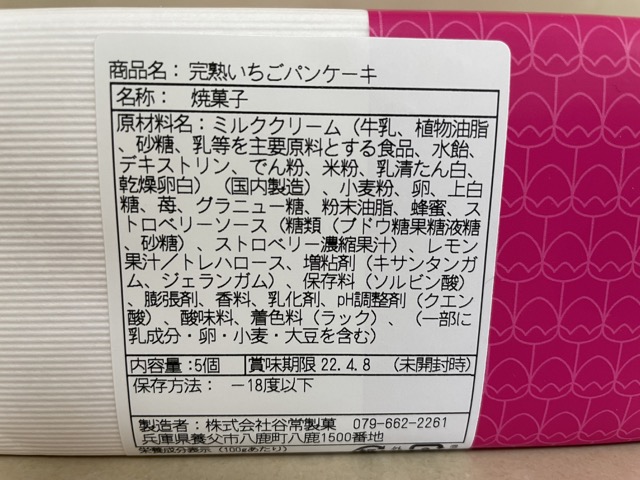 商品名：完熟いちごパンケーキ
名称： 焼菓子
原材料名：ミルククリーム（牛乳、植物油脂
、砂糖、乳等を主要原料とする食品、水飴、
デキストリン、でん粉、米粉、乳清たん白、
乾燥卵白）（国内製造）、小麦粉、卵、上白
糖、苺、グラニュー糖、粉末油脂、蜂蜜、ス
トロベリーソース（糖類（ブドウ糖果糖液糖
、砂糖）、ストロベリー濃縮果汁）、レモン
果汁／トレハロース、増粘剤（キサンタンガ
ム、ジェランガム）、保存料（ソルビン酸）
、膨張剤、香料、乳化剤、pH調整剤（クエン
酸）、酸味料、着色料（ラック）、（一部に
乳成分・卵・小麦・大豆を含む）
内容量：5個 賞味期限 22.4.8 （未開封時）
保存方法： －18度以下
製造者：株式会社谷常製菓 079-662-2261
兵庫県養父市八鹿町八鹿1500番地
栄養成分表示（100gあたり）